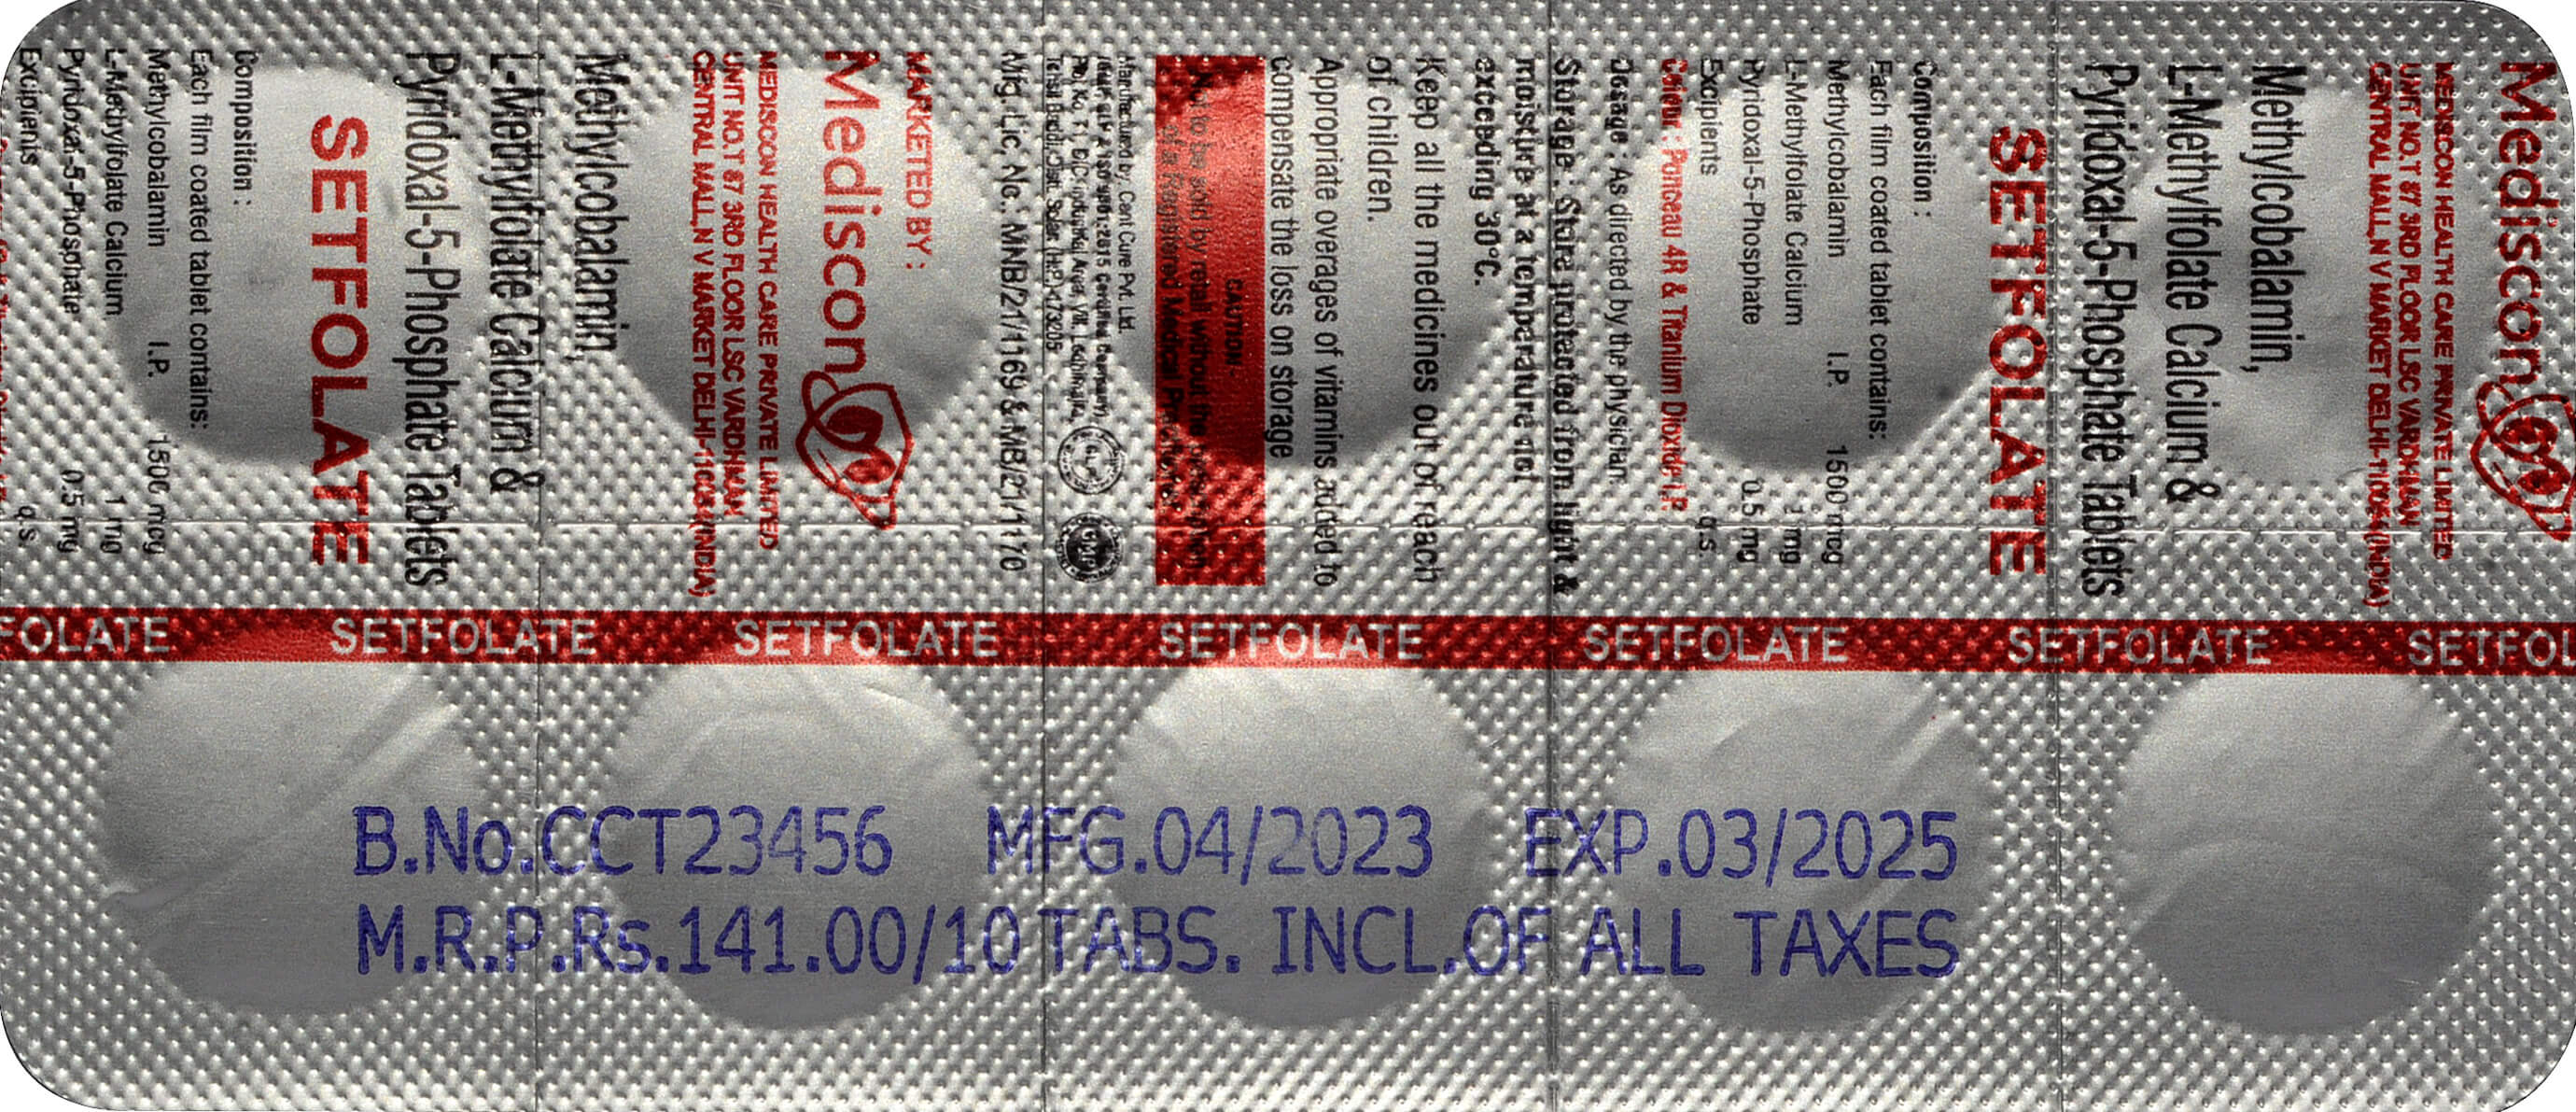 Mediscon
MEDISCON HEALTH CARE PRIVATE LIMITED
UNIT NO.T 87 3RD FLOOR LSC VARDHMAN
CENTRAL MALL,N V MARKET DELHI-110054(INDIA)
Methylcobalamin,
L-Methylfolate Calcium &
Pyridoxal-5-Phosphate Tablets
SETFOLATE
Composition :
Each film coated tablet contains:
Methylcobalamin I.P. 1500 mcg
L-Methylfolate Calcium 1 mg
Pyridoxal-5-Phosphate 0.5 mg
Excipients q.s.
Colour : Ponceau 4R & Titanium Dioxide I.P.
Dosage : As directed by the physician
Storage : Store protected from light &
moisture at a temperature not
exceeding 30°C.
Keep all the medicines out of reach
of children.
Appropriate overages of vitamins added to
compensate the loss on storage
CAUTION
Not to be sold by retail without the prescription
of a Registered Medical Practitioner
Manufactured by: Cent Cure Pvt. Ltd.
GLP
GMP
Mfg. Lic. No.: MNB/21/1169 & MB/21/1170
MARKETED BY:
Mediscon
MEDISCON HEALTH CARE PRIVATE LIMITED
UNIT NO.T 87 3RD FLOOR LSC VARDHMAN
CENTRAL MALL,N V MARKET DELHI-110054(INDIA)
Methylcobalamin,
L-Methylfolate Calcium &
Pyridoxal-5-Phosphate Tablets
SETFOLATE
Composition :
Each film coated tablet contains:
Methylcobalamin I.P. 1500 mcg
L-Methylfolate Calcium 1 mg
Pyridoxal-5-Phosphate 0.5 mg
Excipients q.s.
FOLATE SETFOLATE SETFOLATE SETFOLATE SETFOLATE SETFOLATE SETFOL
B.No.CCT23456 MFG.04/2023 EXP.03/2025
M.R.P.Rs.141.00/10 TABS. INCL.OF ALL TAXES